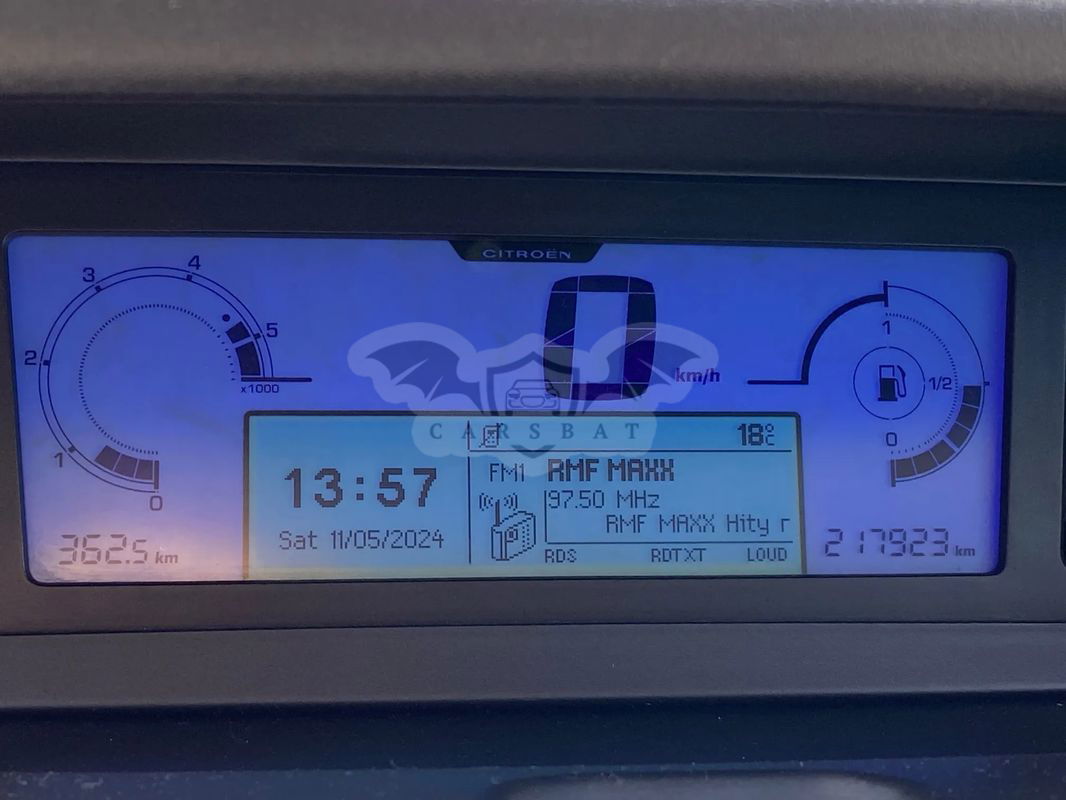 CITROËN
4
3
5
2
x1000
1
0
0
km/h
1
1/2
0
CARSBAT
18°C
13:57
FM1 RMF MAXX
97.50 MHz
RMF MAXX Hity r
Sat 11/05/2024
RDS RDTXT LOUD
362.5 km
217923 km